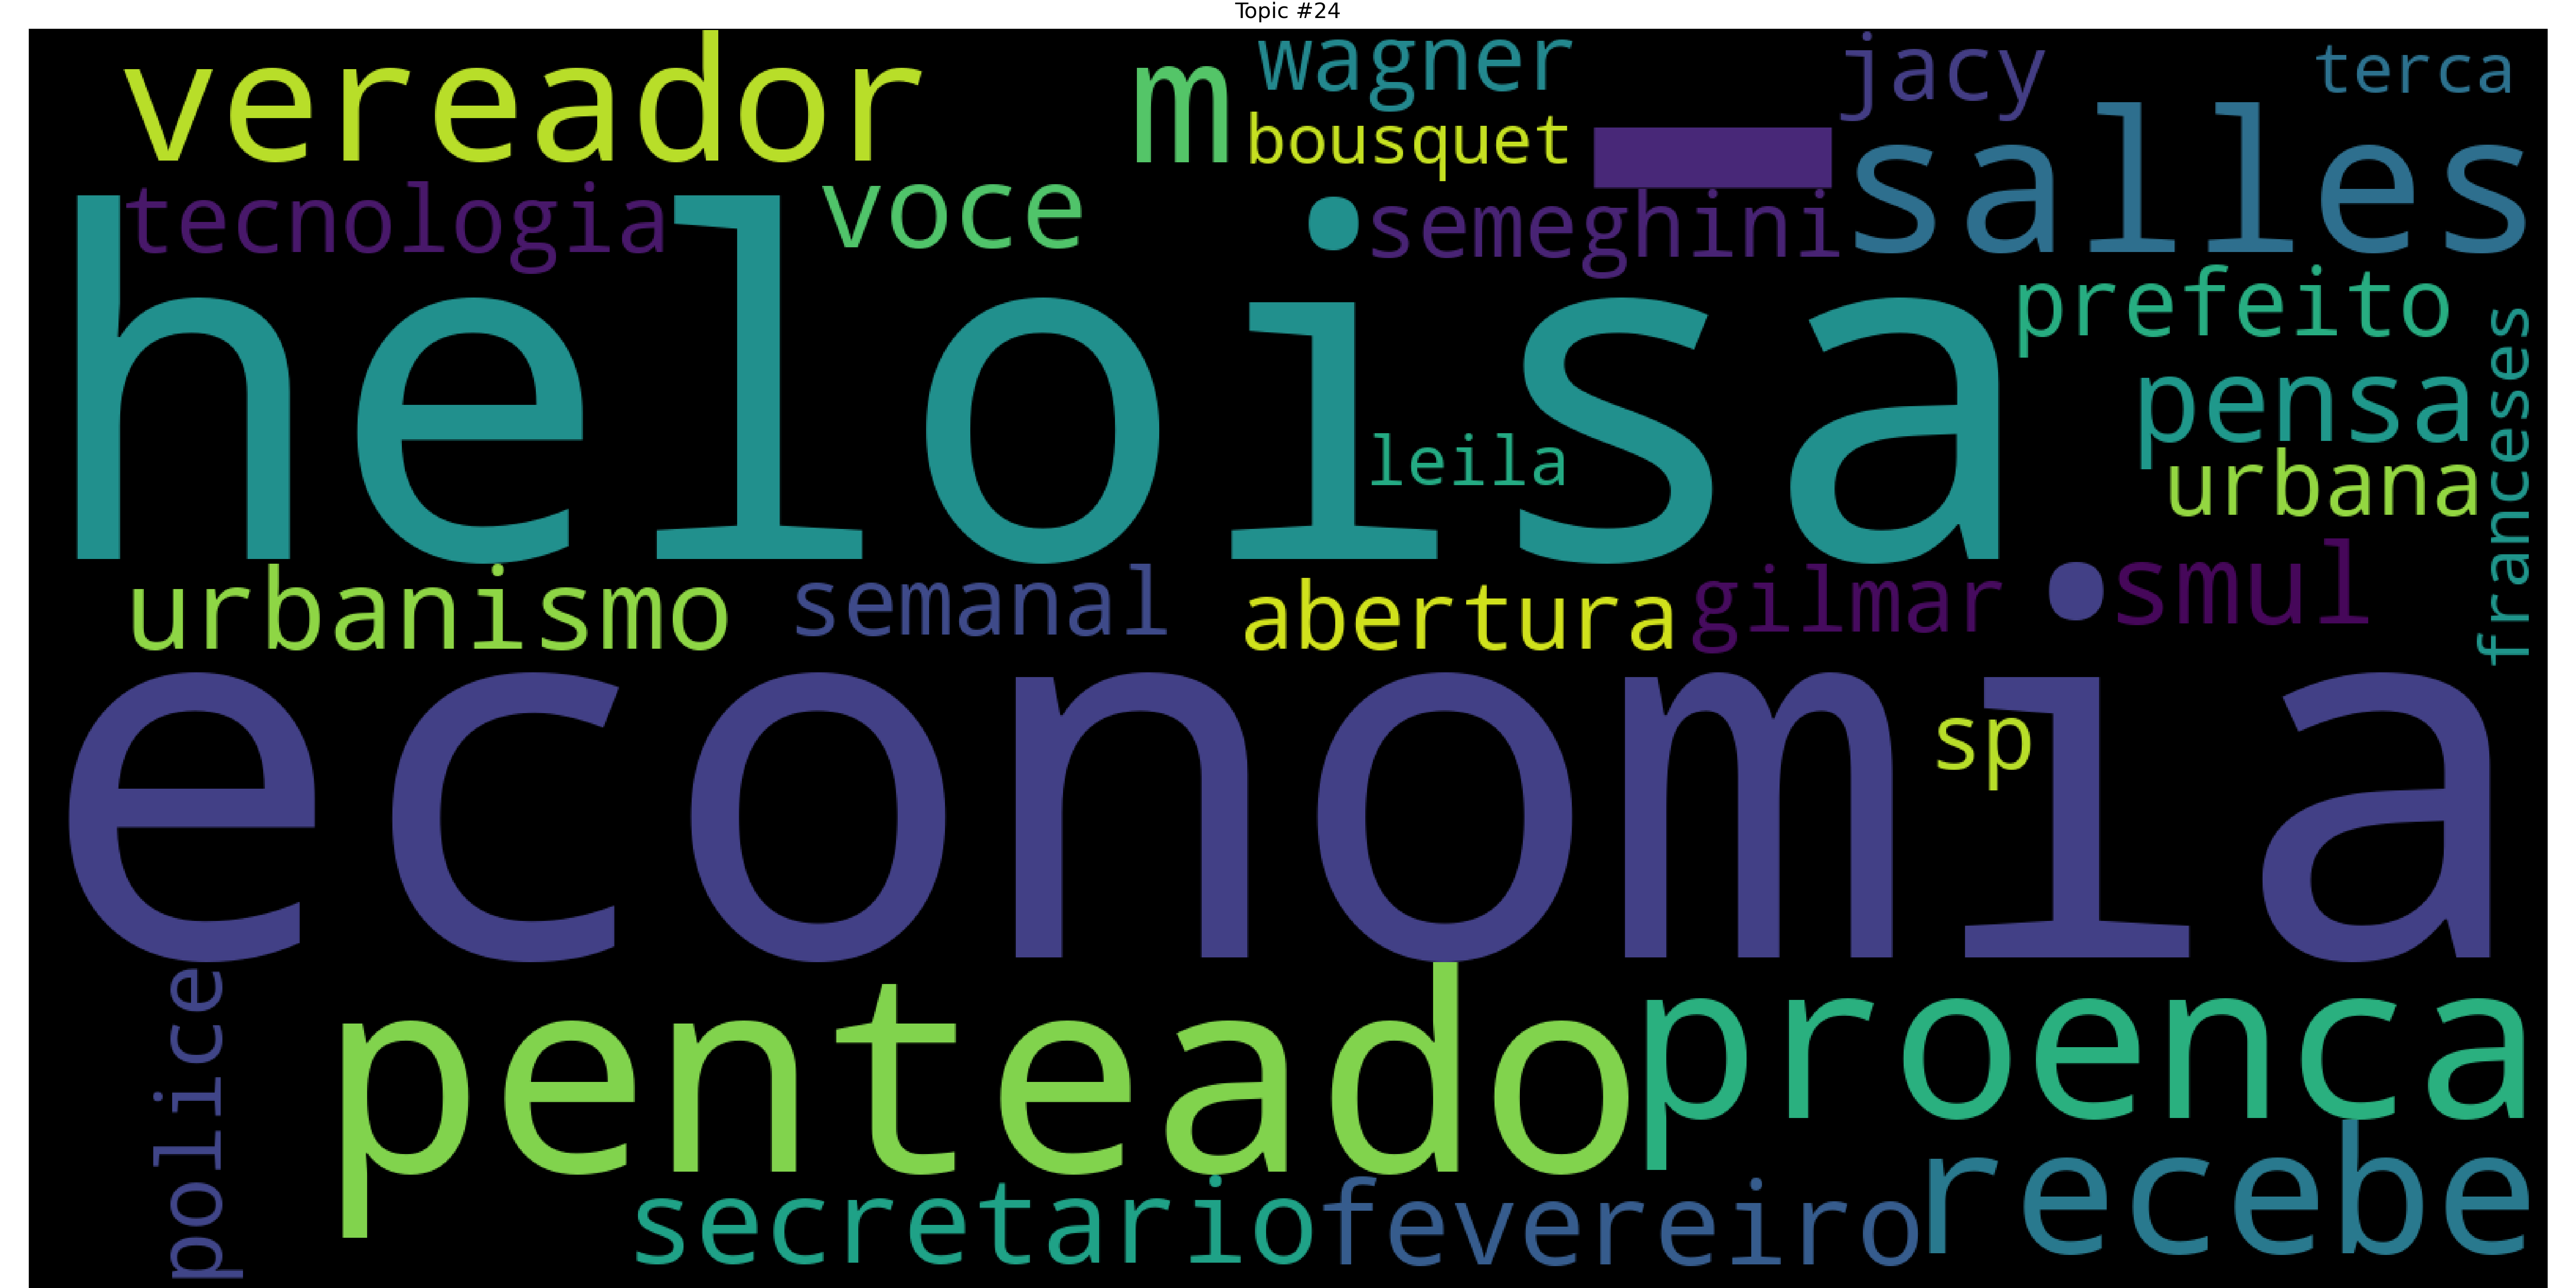 Topic #24
vereador
m
wagner
jacy
terca
bousquet
salles
tecnologia
voce
semeghini
heloisa
prefeito
pensa
leila
urbana
franceses
urbanismo
semanal
abertura
gilmar
smul
economia
sp
police
penteado
proenca
secretario
fevereiro
recebe